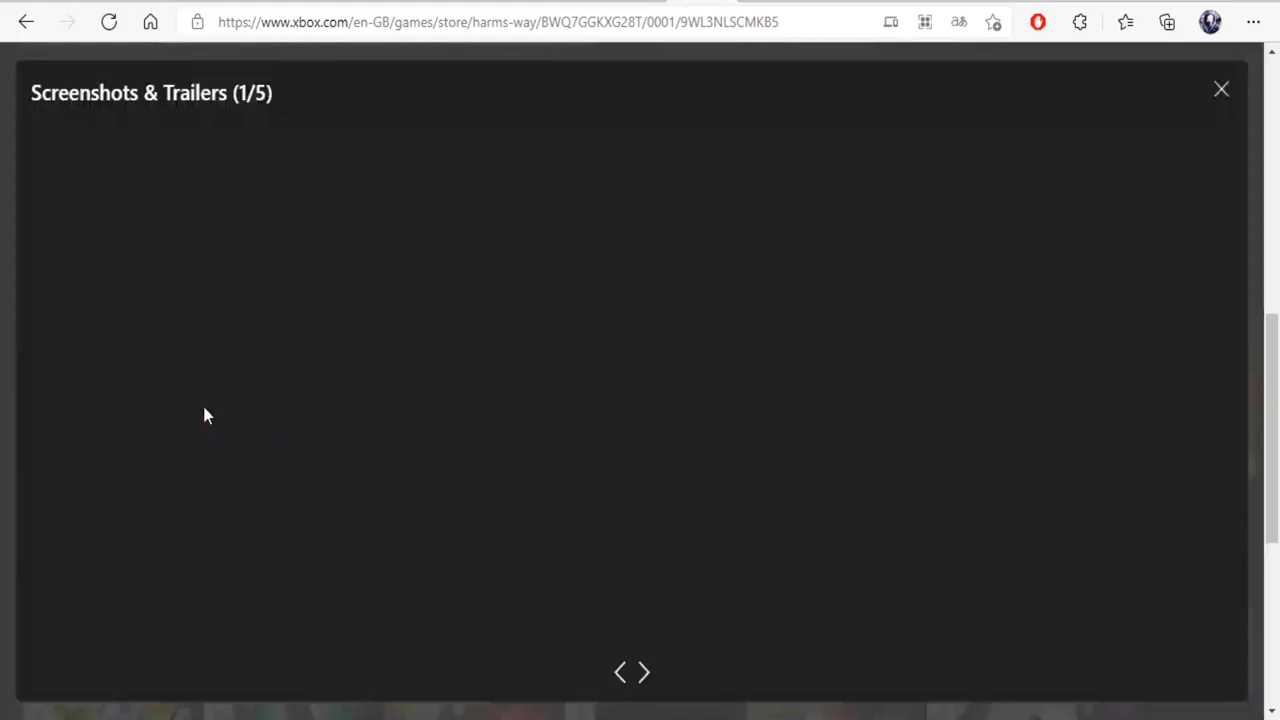 https://www.xbox.com/en-GB/games/store/harms-way/BWQ7GGKXG28T/0001/9WL3NLSCMKB5
Screenshots & Trailers (1/5)